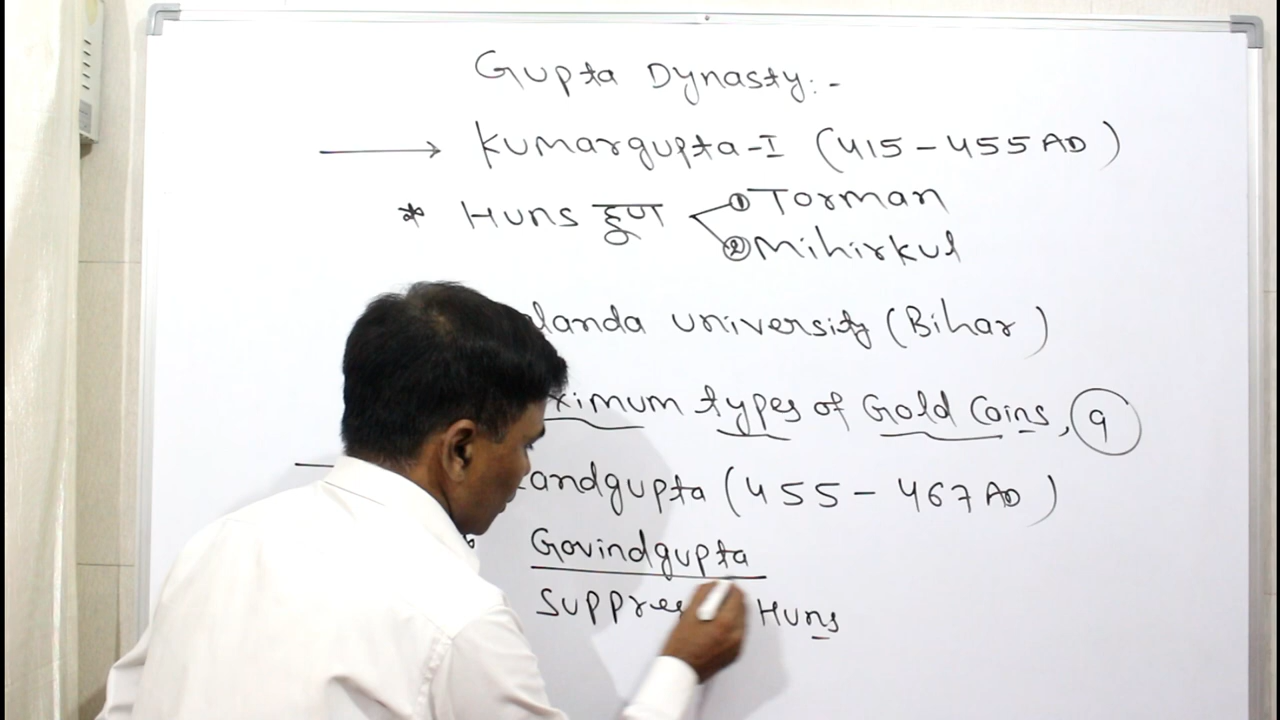 Gupta Dynasty:-
→ Kumargupta-I (415-455 AD)
* Huns हूण ① Torman
② Mihirkul
landa university (Bihar)
ximum types of Gold Coins, 9
andgupta (455-467 AD)
Govindgupta
Suppre Huns